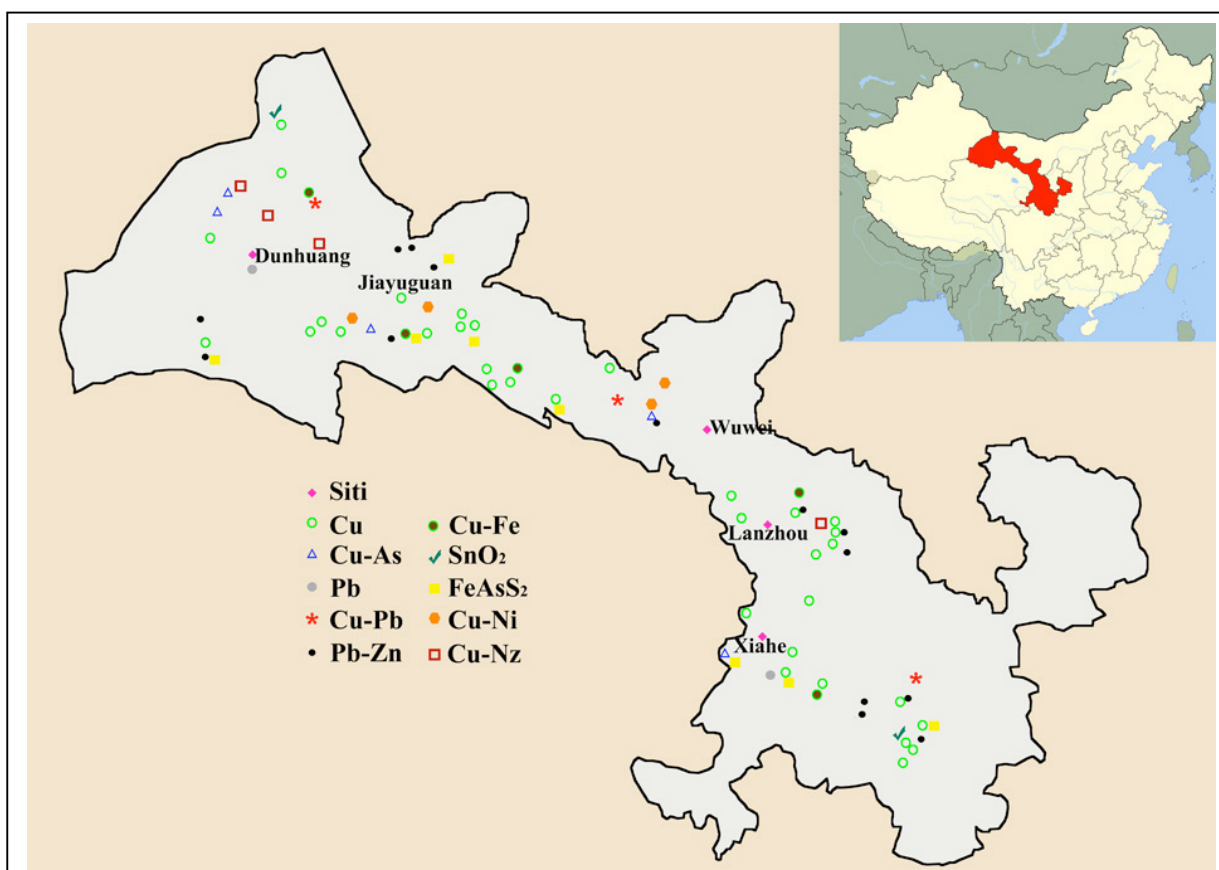 Dunhuang
Jiayuguan
Wuwei
Lanzhou
Xiahe
Siti
Cu
Cu-As
Pb
Cu-Pb
Pb-Zn
Cu-Fe
SnO₂
FeAsS₂
Cu-Ni
Cu-Nz